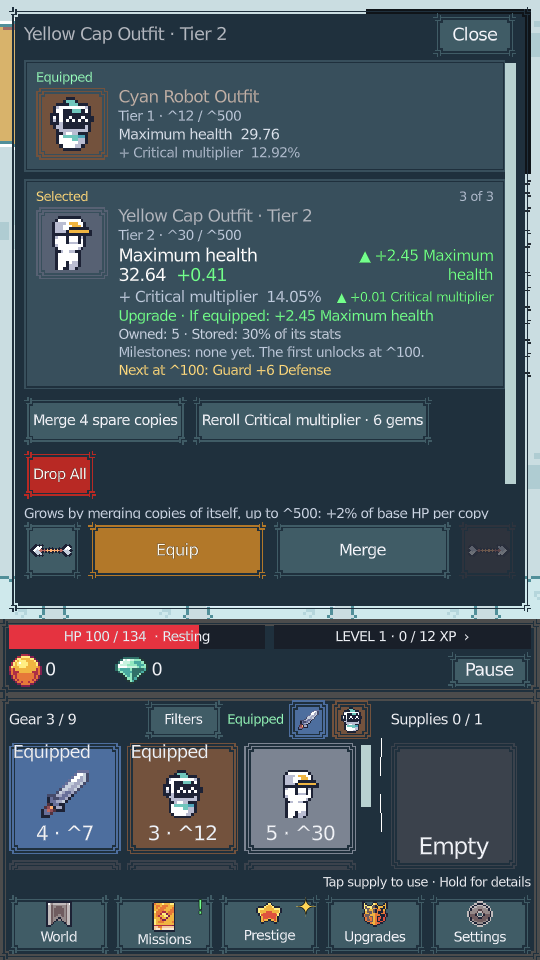 Yellow Cap Outfit · Tier 2
Close
Equipped
Cyan Robot Outfit
Tier 1 · ^12 / ^500
Maximum health 29.76
+ Critical multiplier 12.92%
Selected
3 of 3
Yellow Cap Outfit · Tier 2
Tier 2 · ^30 / ^500
Maximum health
32.64 +0.41
▲ +2.45 Maximum
health
+ Critical multiplier 14.05%
▲ +0.01 Critical multiplier
Upgrade · If equipped: +2.45 Maximum health
Owned: 5 · Stored: 30% of its stats
Milestones: none yet. The first unlocks at ^100.
Next at ^100: Guard +6 Defense
Merge 4 spare copies
Reroll Critical multiplier · 6 gems
Drop All
Grows by merging copies of itself, up to ^500: +2% of base HP per copy
Equip
Merge
HP 100 / 134 · Resting
LEVEL 1 · 0 / 12 XP ›
0
0
Pause
Gear 3 / 9
Filters
Equipped
Supplies 0 / 1
Equipped
4 · ^7
Equipped
3 · ^12
5 · ^30
Empty
Tap supply to use · Hold for details
World
Missions
!
Prestige
Upgrades
Settings